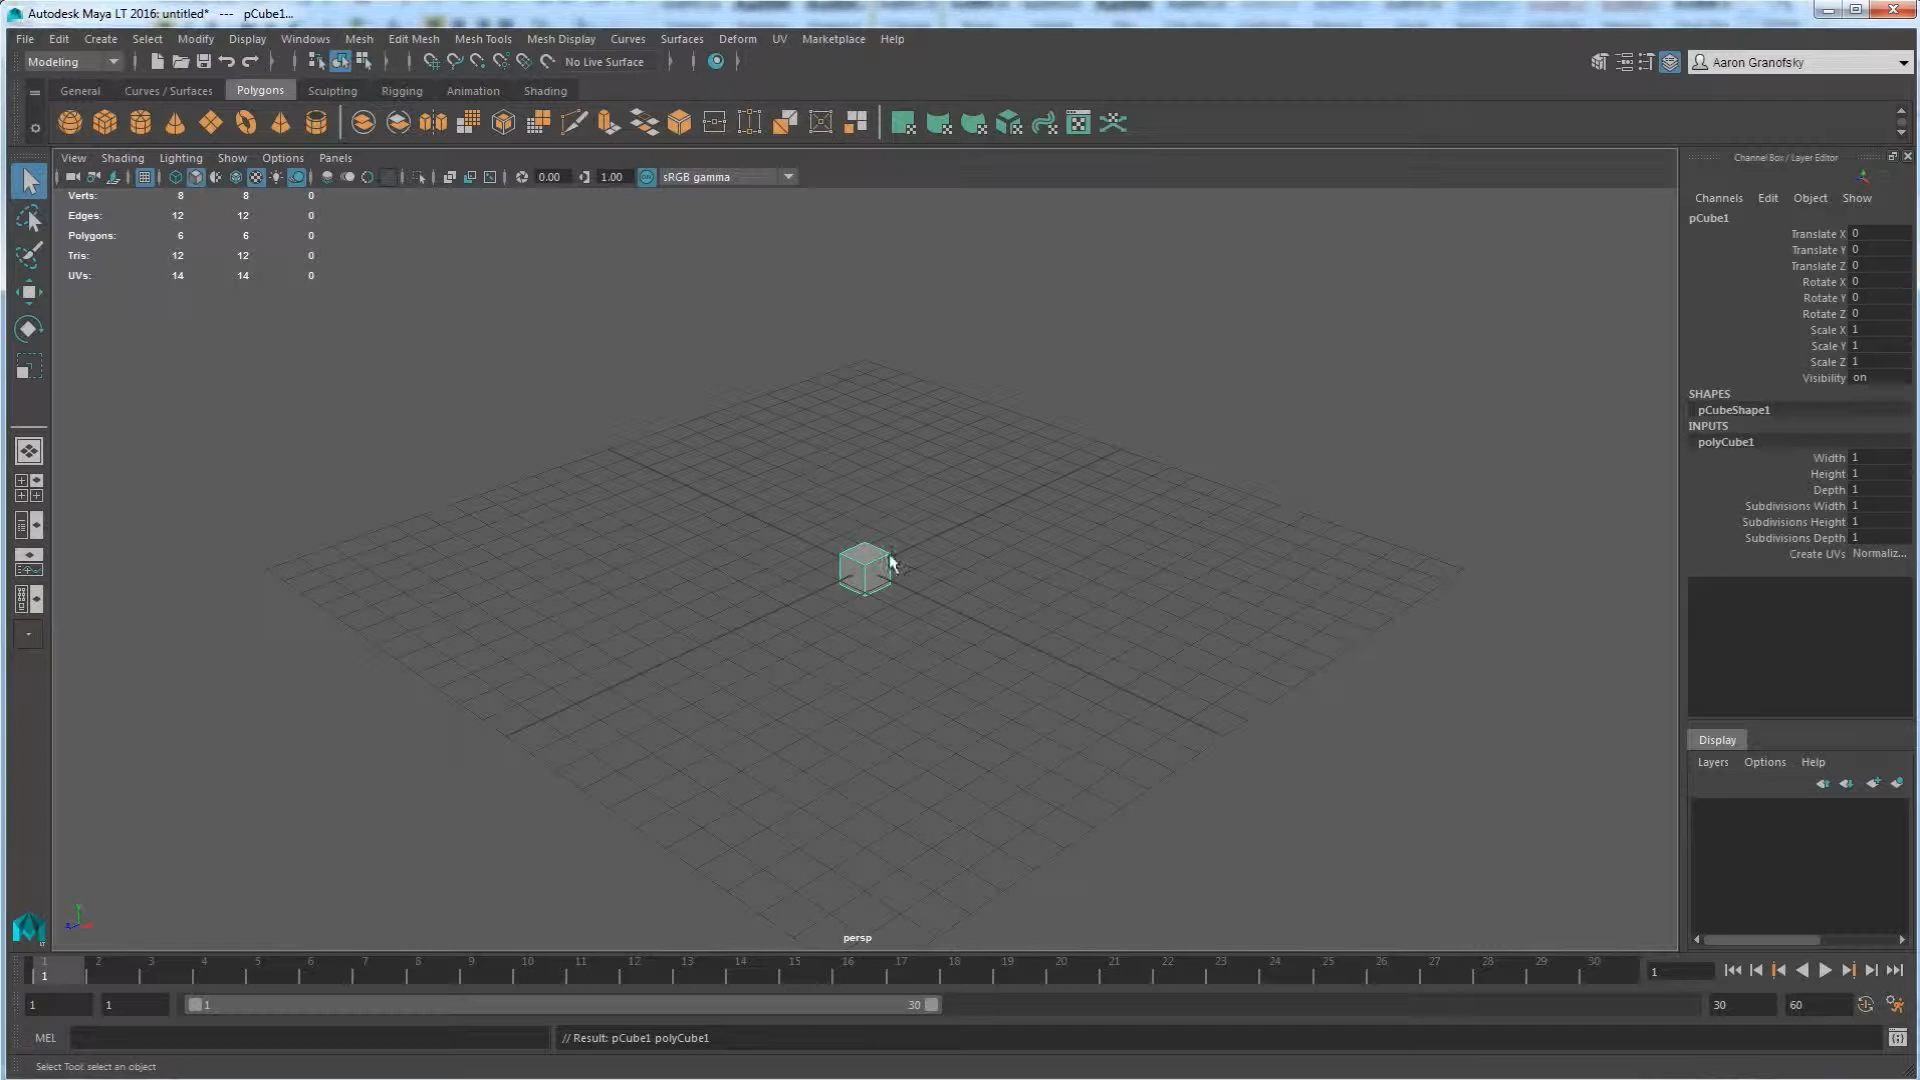 Autodesk Maya LT 2016: untitled* --- pCube1...
File Edit Create Select Modify Display Windows Mesh Edit Mesh Mesh Tools Mesh Display Curves Surfaces Deform UV Marketplace Help
Modeling No Live Surface Aaron Granofsky
General Curves / Surfaces Polygons Sculpting Rigging Animation Shading
View Shading Lighting Show Options Panels
Channel Box / Layer Editor
0.00 1.00 sRGB gamma
Verts: 8 8 0
Edges: 12 12 0
Polygons: 6 6 0
Tris: 12 12 0
UVs: 14 14 0
Channels Edit Object Show
pCube1
Translate X 0
Translate Y 0
Translate Z 0
Rotate X 0
Rotate Y 0
Rotate Z 0
Scale X 1
Scale Y 1
Scale Z 1
Visibility on
SHAPES
pCubeShape1
INPUTS
polyCube1
Width 1
Height 1
Depth 1
Subdivisions Width 1
Subdivisions Height 1
Subdivisions Depth 1
Create UVs Normaliz...
Display
Layers Options Help
persp
1 2 3 4 5 6 7 8 9 10 11 12 13 14 15 16 17 18 19 20 21 22 23 24 25 26 27 28 29 30
1 1
1 1 1 30 30 60
MEL // Result: pCube1 polyCube1
Select Tool: select an object